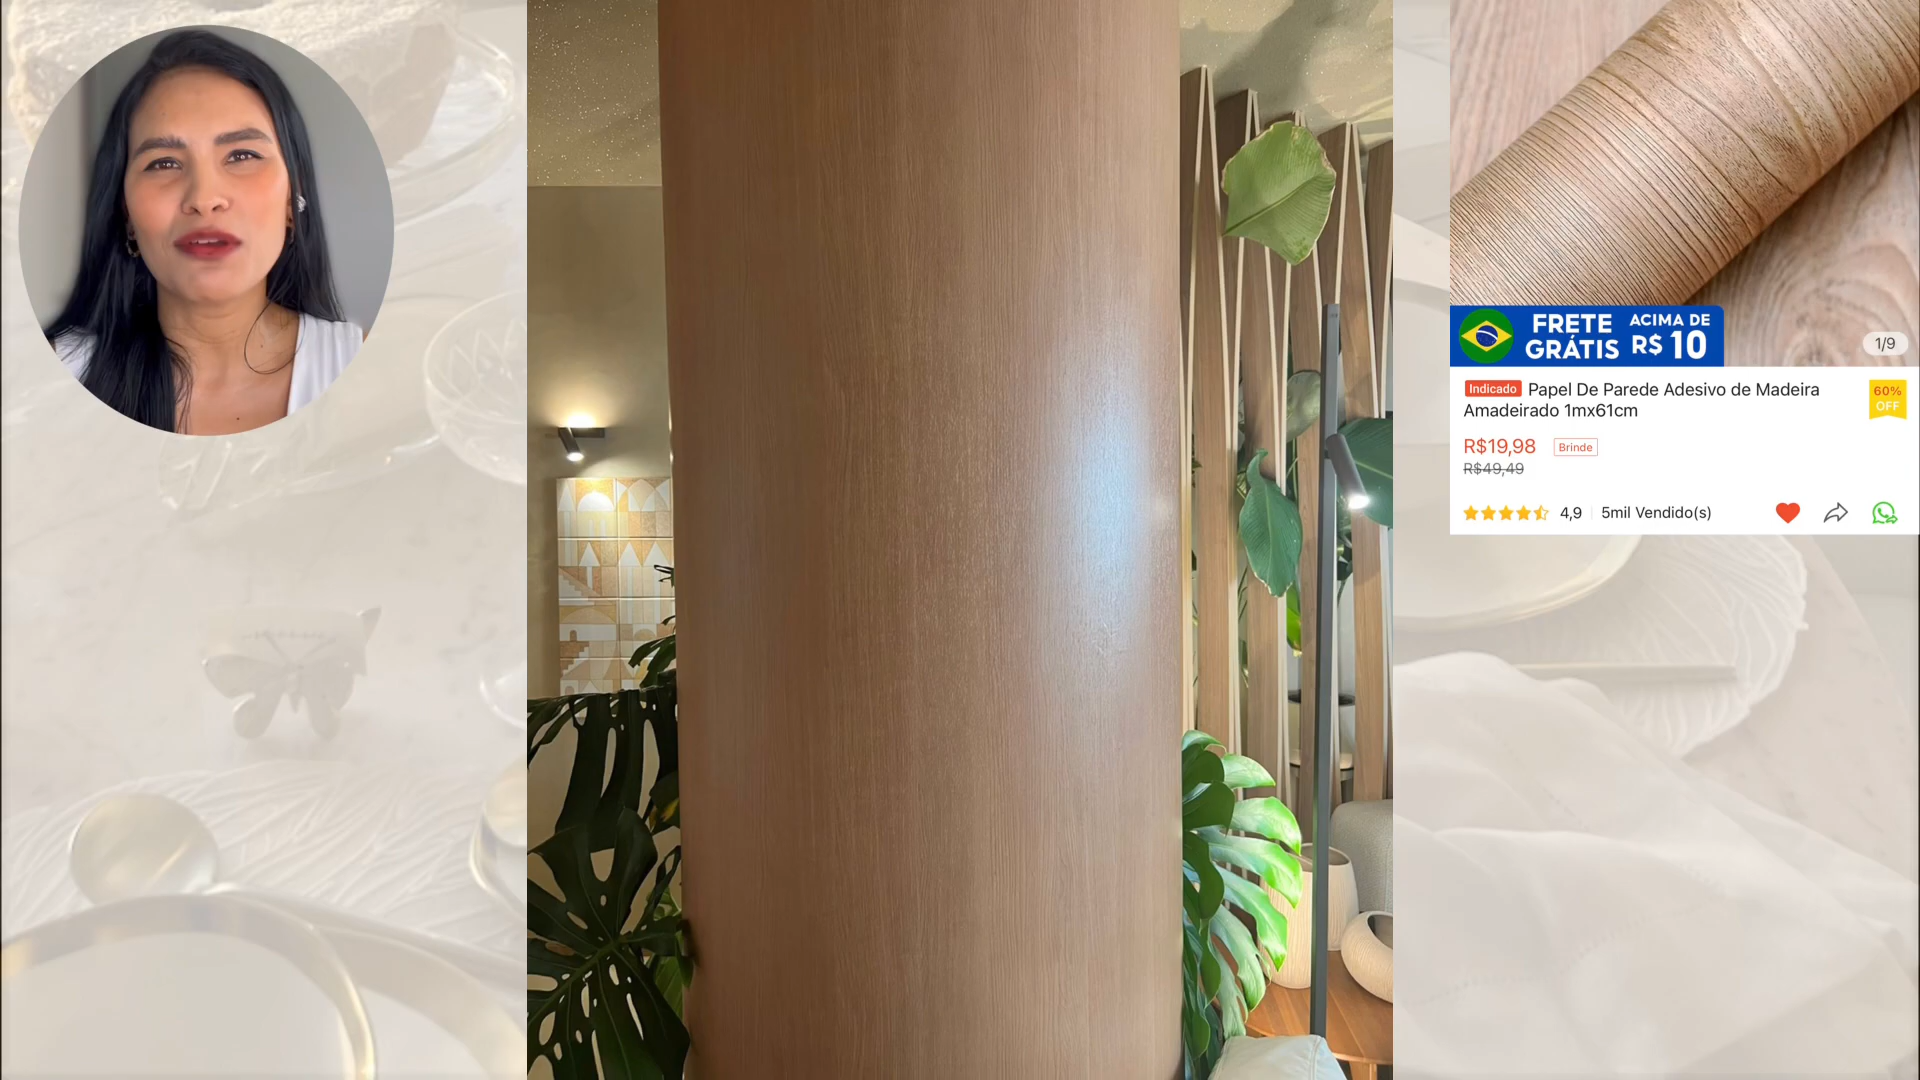 FRETE GRÁTIS
ACIMA DE R$ 10
1/9
Indicado Papel De Parede Adesivo de Madeira
Amadeirado 1mx61cm
60% OFF
R$19,98 Brinde
R$49,49
4,9 5mil Vendido(s)